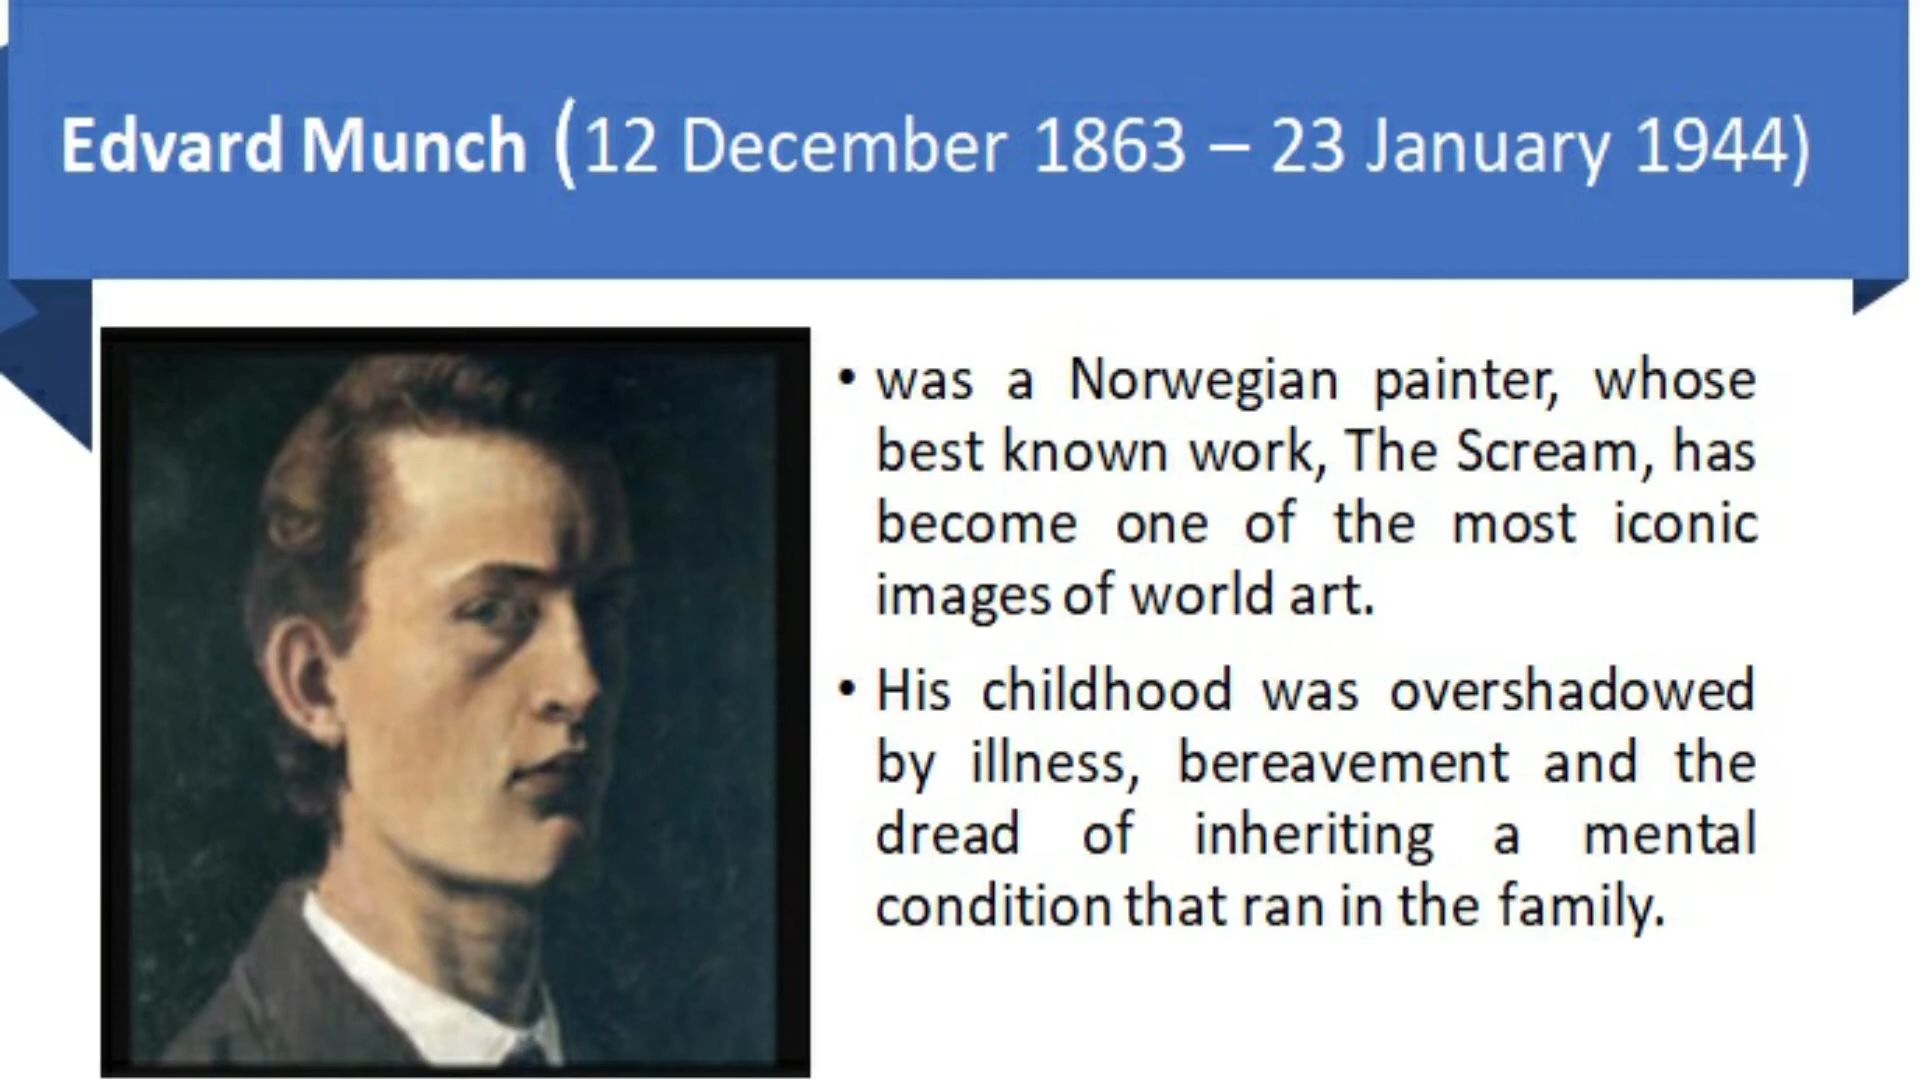 Edvard Munch (12 December 1863 – 23 January 1944)
• was a Norwegian painter, whose
best known work, The Scream, has
become one of the most iconic
images of world art.
• His childhood was overshadowed
by illness, bereavement and the
dread of inheriting a mental
condition that ran in the family.